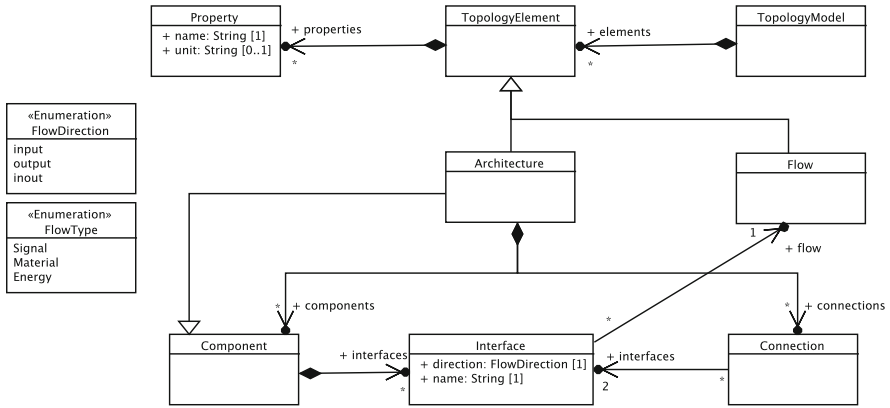 Property
+ name: String [1]
+ unit: String [0..1]
+ properties
*
TopologyElement
+ elements
*
TopologyModel
«Enumeration»
FlowDirection
input
output
inout
«Enumeration»
FlowType
Signal
Material
Energy
Architecture
Flow
1
+ flow
*
* + components
* + connections
Component
+ interfaces
*
Interface
+ direction: FlowDirection [1]
+ name: String [1]
+ interfaces
2
*
Connection